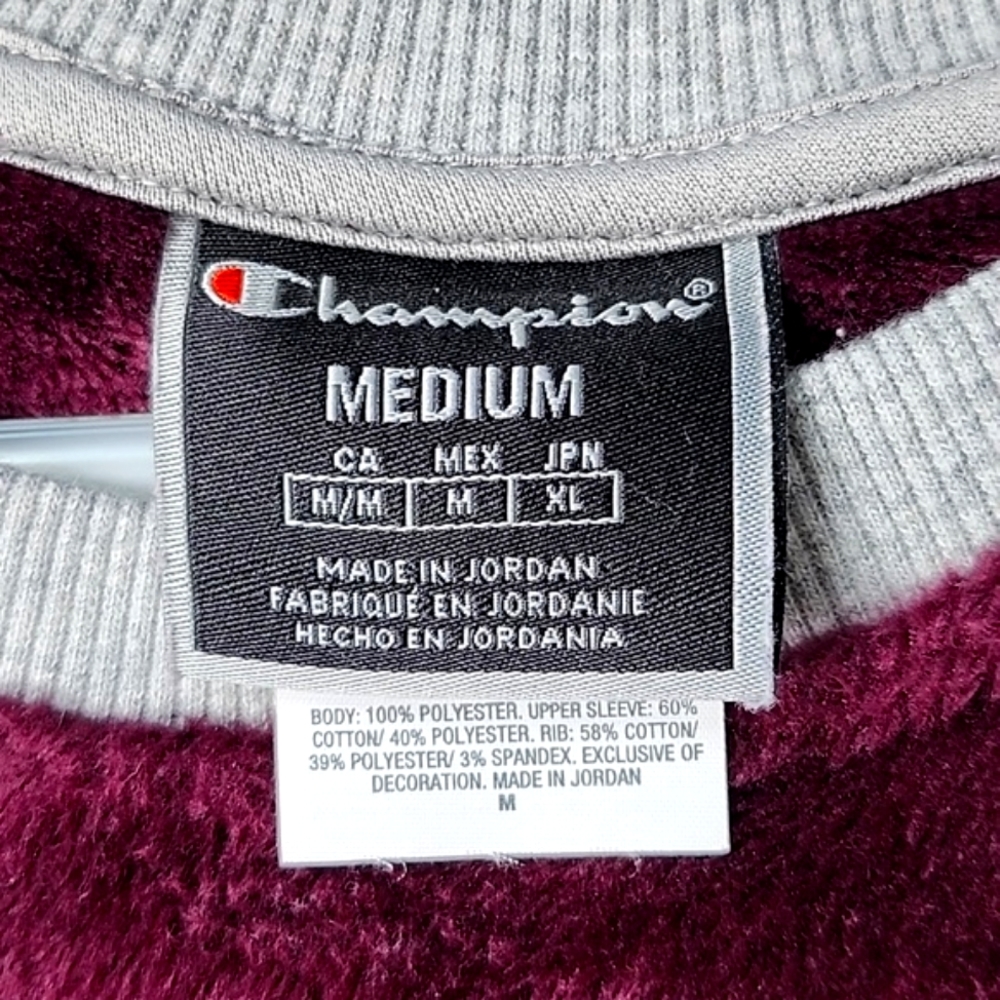 Champion®
MEDIUM
CA MEX JPN
M/M M XL
MADE IN JORDAN
FABRIQUÉ EN JORDANIE
HECHO EN JORDANIA
BODY: 100% POLYESTER. UPPER SLEEVE: 60%
COTTON/ 40% POLYESTER. RIB: 58% COTTON/
39% POLYESTER/ 3% SPANDEX. EXCLUSIVE OF
DECORATION. MADE IN JORDAN
M